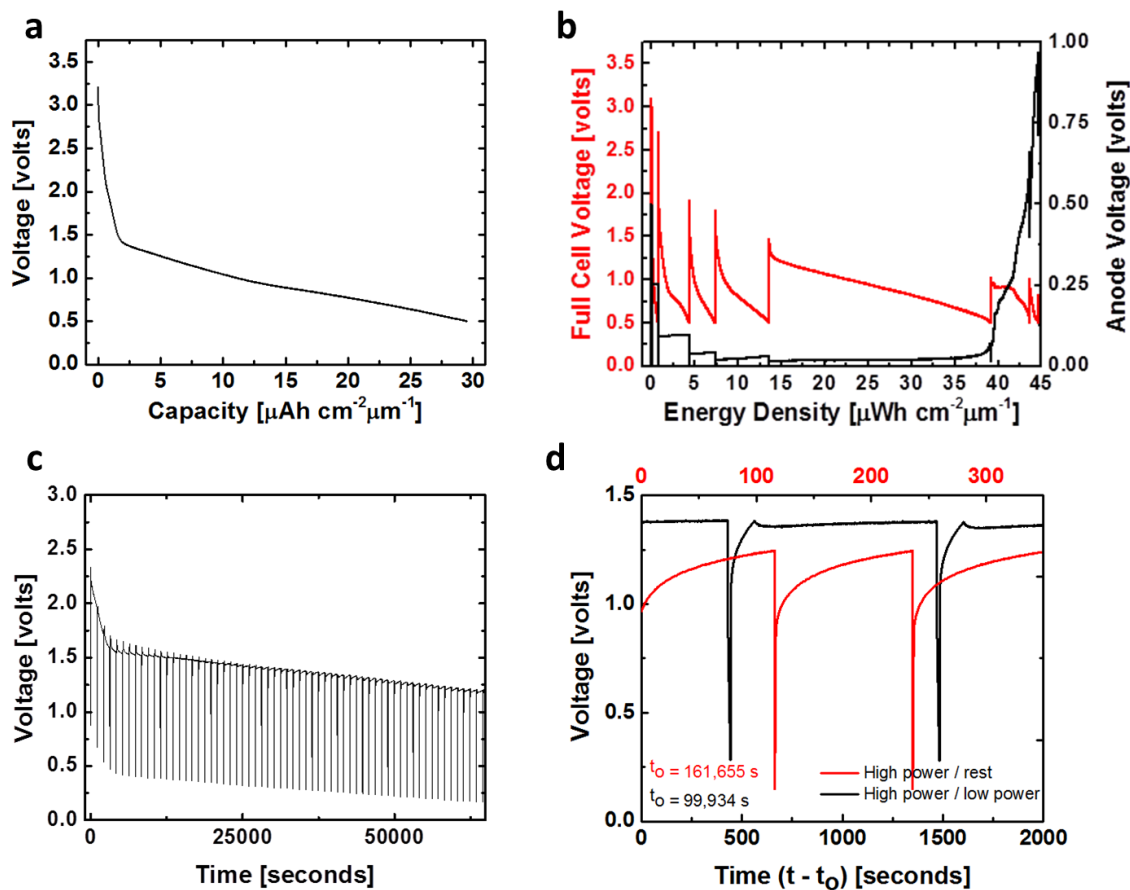 a
3.5
3.0
2.5
2.0
1.5
1.0
0.5
0.0
Voltage [volts]
0 5 10 15 20 25 30
Capacity [µAh cm⁻²µm⁻¹]
b
3.5
3.0
2.5
2.0
1.5
1.0
0.5
0.0
Full Cell Voltage [volts]
1.00
0.75
0.50
0.25
0.00
Anode Voltage [volts]
0 5 10 15 20 25 30 35 40 45
Energy Density [µWh cm⁻²µm⁻¹]
c
3.0
2.5
2.0
1.5
1.0
0.5
0.0
Voltage [volts]
0 25000 50000
Time [seconds]
d
0 100 200 300
1.5
1.0
0.5
0.0
Voltage [volts]
tₒ = 161,655 s
tₒ = 99,934 s
High power / rest
High power / low power
0 500 1000 1500 2000
Time (t - tₒ) [seconds]